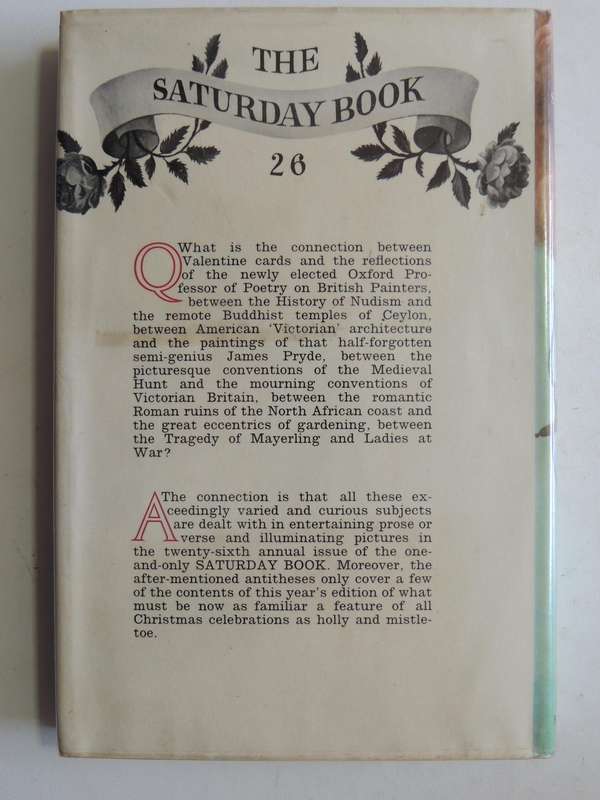 THE
SATURDAY BOOK
26
Q What is the connection between
Valentine cards and the reflections
of the newly elected Oxford Pro-
fessor of Poetry on British Painters,
between the History of Nudism and
the remote Buddhist temples of Ceylon,
between American 'Victorian' architecture
and the paintings of that half-forgotten
semi-genius James Pryde, between the
picturesque conventions of the Medieval
Hunt and the mourning conventions of
Victorian Britain, between the romantic
Roman ruins of the North African coast and
the great eccentrics of gardening, between
the Tragedy of Mayerling and Ladies at
War?
A The connection is that all these ex-
ceedingly varied and curious subjects
are dealt with in entertaining prose or
verse and illuminating pictures in
the twenty-sixth annual issue of the one-
and-only SATURDAY BOOK. Moreover, the
after-mentioned antitheses only cover a few
of the contents of this year's edition of what
must be now as familiar a feature of all
Christmas celebrations as holly and mistle-
toe.